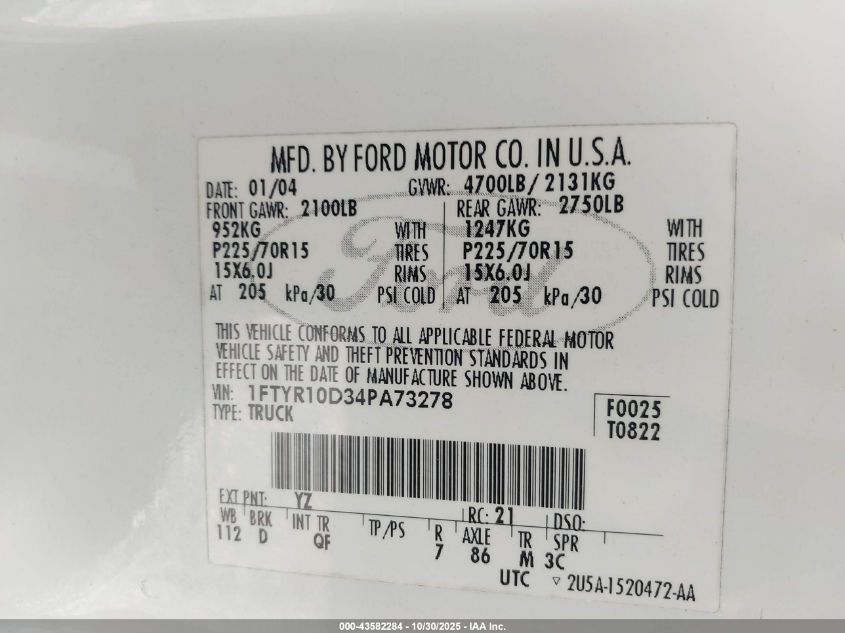 MFD. BY FORD MOTOR CO. IN U.S.A.
DATE: 01/04 GVWR: 4700LB/ 2131KG
FRONT GAWR: 2100LB REAR GAWR: 2750LB
952KG WITH 1247KG WITH
P225/70R15 TIRES P225/70R15 TIRES
15X6.0J RIMS 15X6.0J RIMS
AT 205 kPa/30 PSI COLD AT 205 kPa/30 PSI COLD
Ford
THIS VEHICLE CONFORMS TO ALL APPLICABLE FEDERAL MOTOR
VEHICLE SAFETY AND THEFT PREVENTION STANDARDS IN
EFFECT ON THE DATE OF MANUFACTURE SHOWN ABOVE.
VIN: 1FTYR10D34PA73278 F0025
TYPE: TRUCK T0822
EXT PNT: YZ RC: 21 DSO:
WB BRK INT TR TP/PS R AXLE TR SPR
112 D QF 7 86 M 3C
UTC ▽ 2U5A-1520472-AA
000-43582284 - 10/30/2025 - IAA Inc.